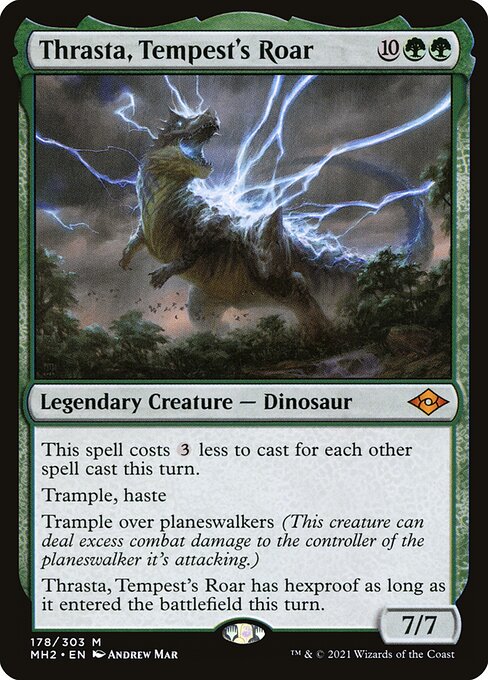 Thrasta, Tempest's Roar 10
Legendary Creature — Dinosaur
This spell costs 3 less to cast for each other
spell cast this turn.
Trample, haste
Trample over planeswalkers (This creature can
deal excess combat damage to the controller of the
planeswalker it's attacking.)
Thrasta, Tempest's Roar has hexproof as long as
it entered the battlefield this turn.
7/7
178/303 M
MH2 • EN Andrew Mar
™ & © 2021 Wizards of the Coast